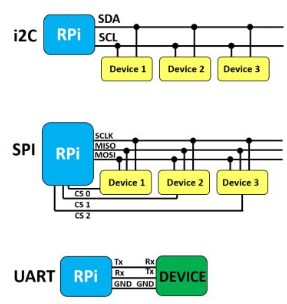 SDA
i2C RPi SCL
Device 1 Device 2 Device 3
SCLK
MISO
SPI RPi MOSI
Device 1 Device 2 Device 3
CS 0
CS 1
CS 2
Tx Rx
UART RPi Rx Tx DEVICE
GND GND